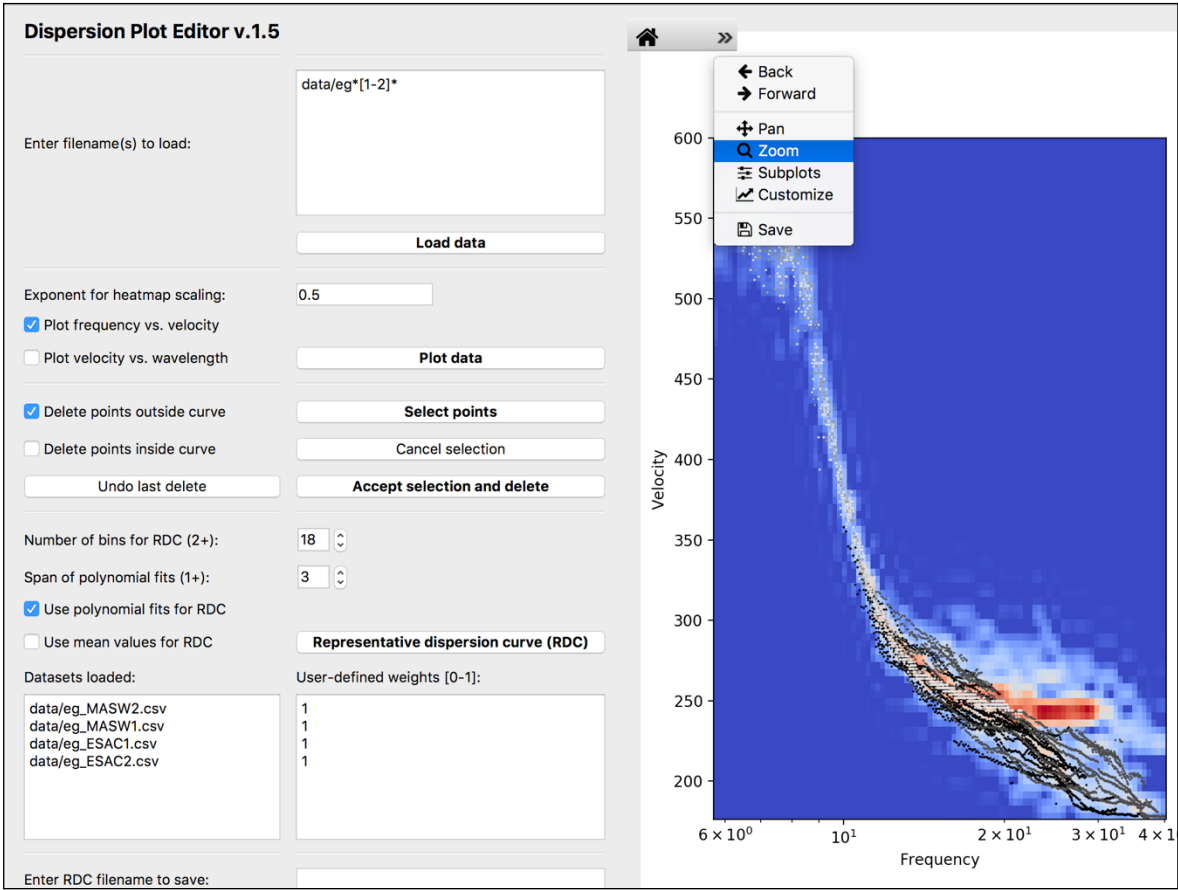 Dispersion Plot Editor v.1.5
data/eg*[1-2]*
Enter filename(s) to load:
Load data
Exponent for heatmap scaling:
0.5
Plot frequency vs. velocity
Plot velocity vs. wavelength
Plot data
Delete points outside curve
Select points
Delete points inside curve
Cancel selection
Undo last delete
Accept selection and delete
Number of bins for RDC (2+):
18
Span of polynomial fits (1+):
3
Use polynomial fits for RDC
Use mean values for RDC
Representative dispersion curve (RDC)
Datasets loaded:
User-defined weights [0-1]:
data/eg_MASW2.csv
data/eg_MASW1.csv
data/eg_ESAC1.csv
data/eg_ESAC2.csv
1
1
1
1
Enter RDC filename to save:
Back
Forward
Pan
Zoom
Subplots
Customize
Save
600
550
500
450
400
350
300
250
200
Velocity
6 × 10⁰
10¹
2 × 10¹
3 × 10¹
4 × 1
Frequency